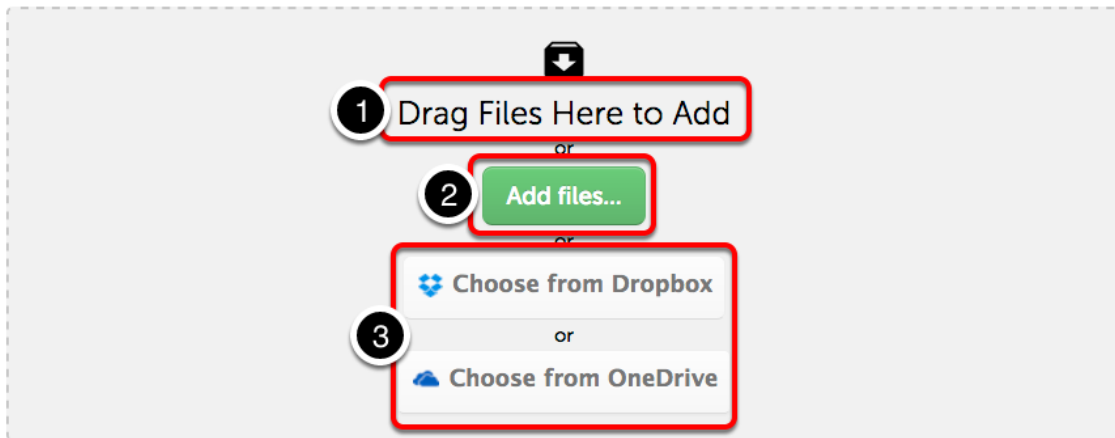 1 Drag Files Here to Add
or
2 Add files...
or
Choose from Dropbox
3 or
Choose from OneDrive